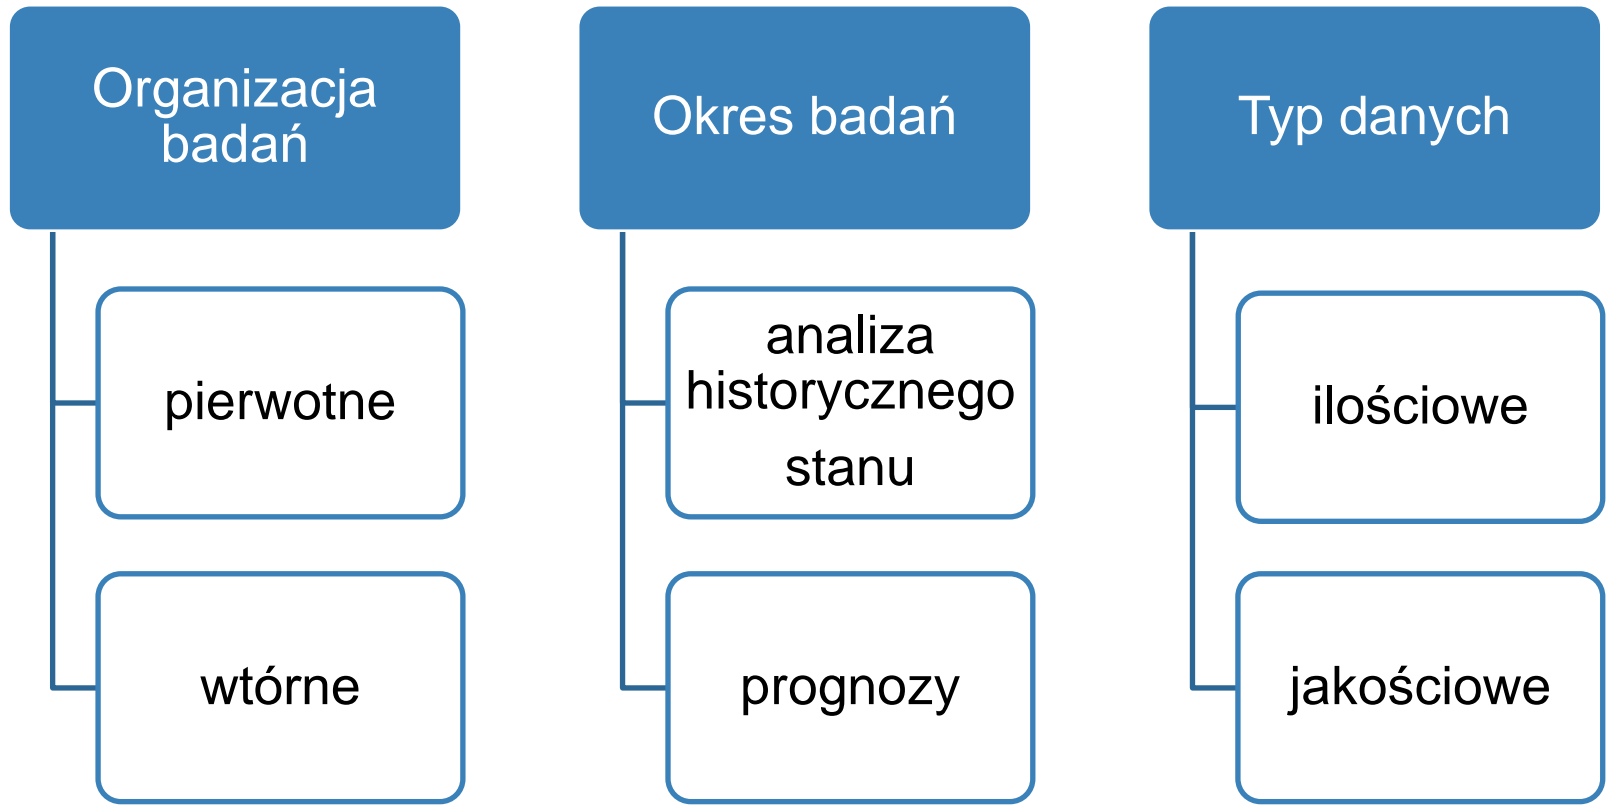 Organizacja
badań
pierwotne
wtórne
Okres badań
analiza
historycznego
stanu
prognozy
Typ danych
ilościowe
jakościowe